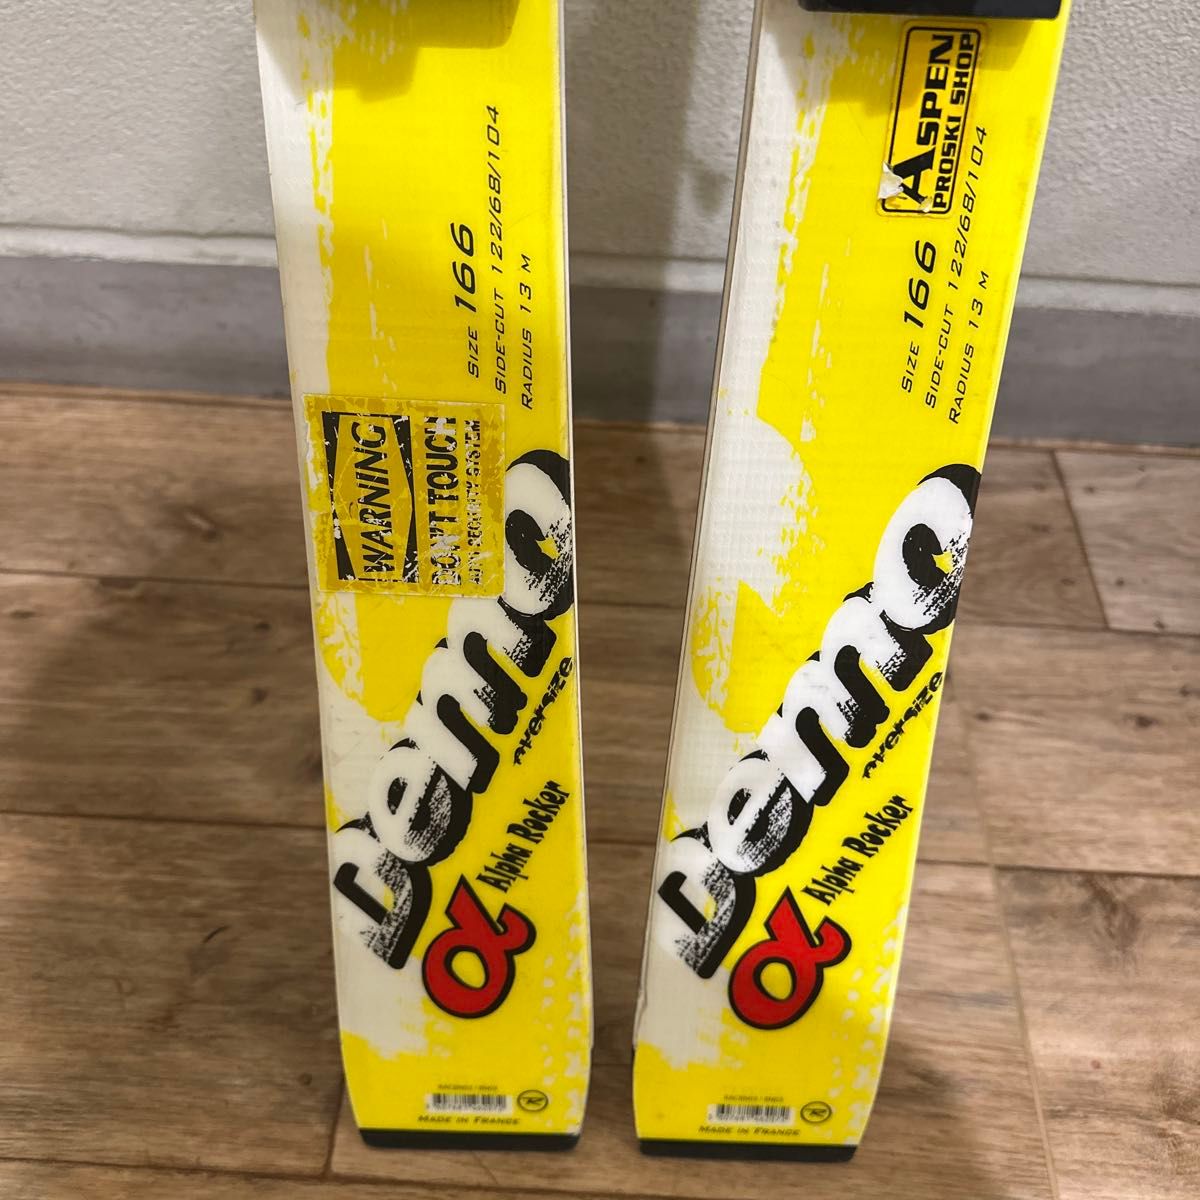 SIZE 166
SIDE-CUT 122/68/104
RADIUS 13 M
WARNING
DON'T TOUCH
Demo
oversize
α Alpha Rocker
MADE IN FRANCE
ASPEN
PROSKI SHOP
SIZE 166
SIDE-CUT 122/68/104
RADIUS 13 M
Demo
oversize
α Alpha Rocker
MADE IN FRANCE